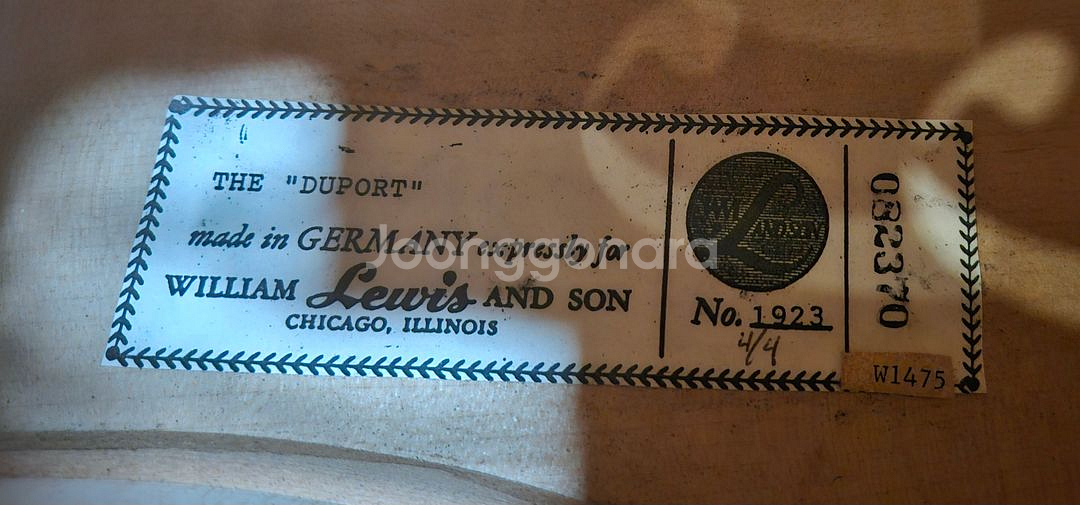 THE "DUPORT"
made in GERMANY expressly for
WILLIAM Lewis AND SON
CHICAGO, ILLINOIS
L
No. 1923
4/4
082370
W1475
Joonggonara